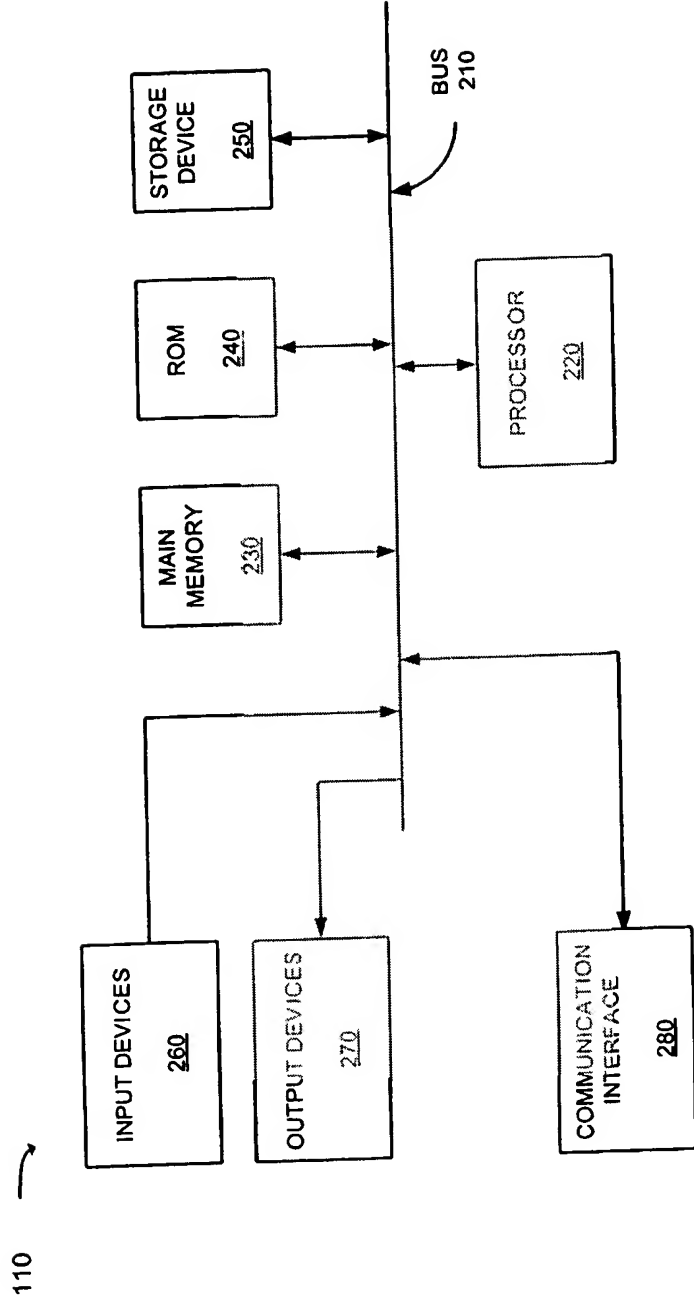 110
INPUT DEVICES
260
OUTPUT DEVICES
270
COMMUNICATION
INTERFACE
280
MAIN
MEMORY
230
ROM
240
STORAGE
DEVICE
250
PROCESSOR
220
BUS
210